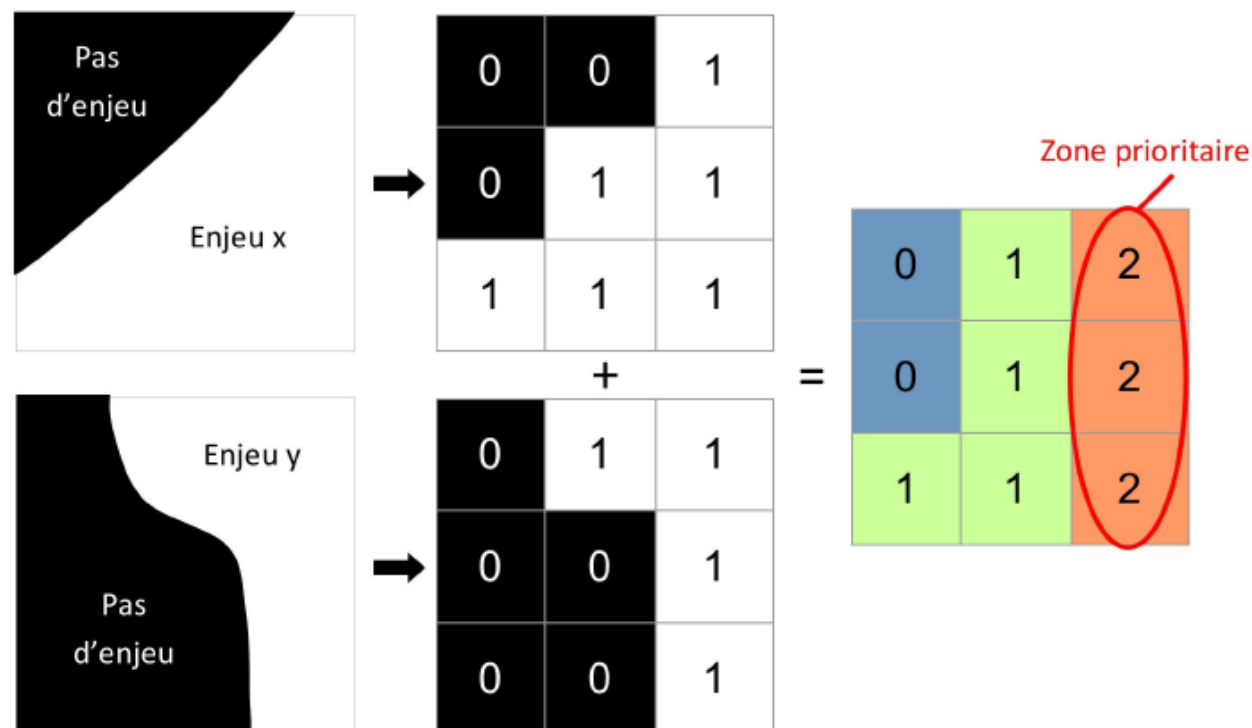 Pas
d'enjeu
Enjeu x
0 0 1
0 1 1
1 1 1
+
Enjeu y
Pas
d'enjeu
0 1 1
0 0 1
0 0 1
=
Zone prioritaire
0 1 2
0 1 2
1 1 2